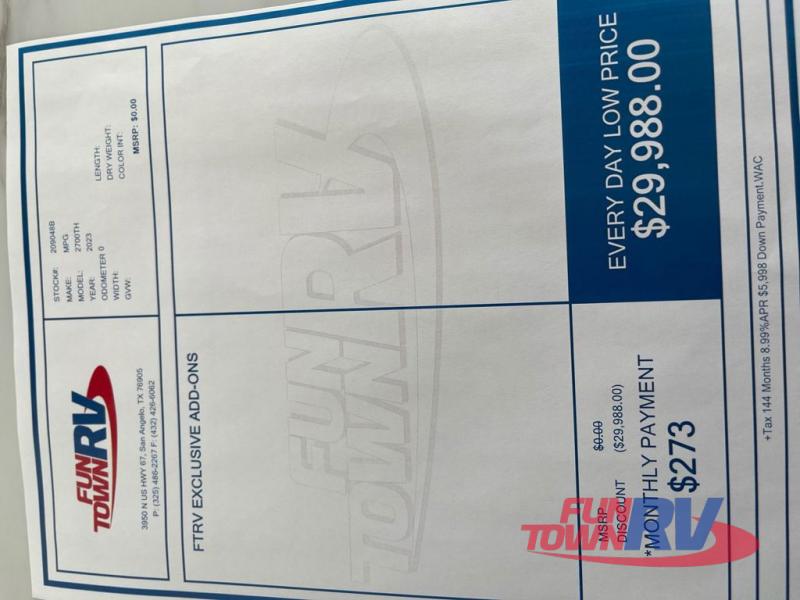 FUN
TOWN RV
3950 N US HWY 67, San Angelo, TX 76905
P: (325) 486-2267 F: (432) 426-6062
STOCK#: 209048B
MAKE: MPG
MODEL: 2700TH
YEAR: 2023
ODOMETER 0
WIDTH:
GVW:
LENGTH:
DRY WEIGHT:
COLOR INT:
MSRP: $0.00
FTRV EXCLUSIVE ADD-ONS
FUN
TOWN RV
MSRP $0.00
DISCOUNT ($29,988.00)
*MONTHLY PAYMENT
$273
EVERY DAY LOW PRICE
$29,988.00
+Tax 144 Months 8.99%APR $5,998 Down Payment.WAC
FUN
TOWN RV